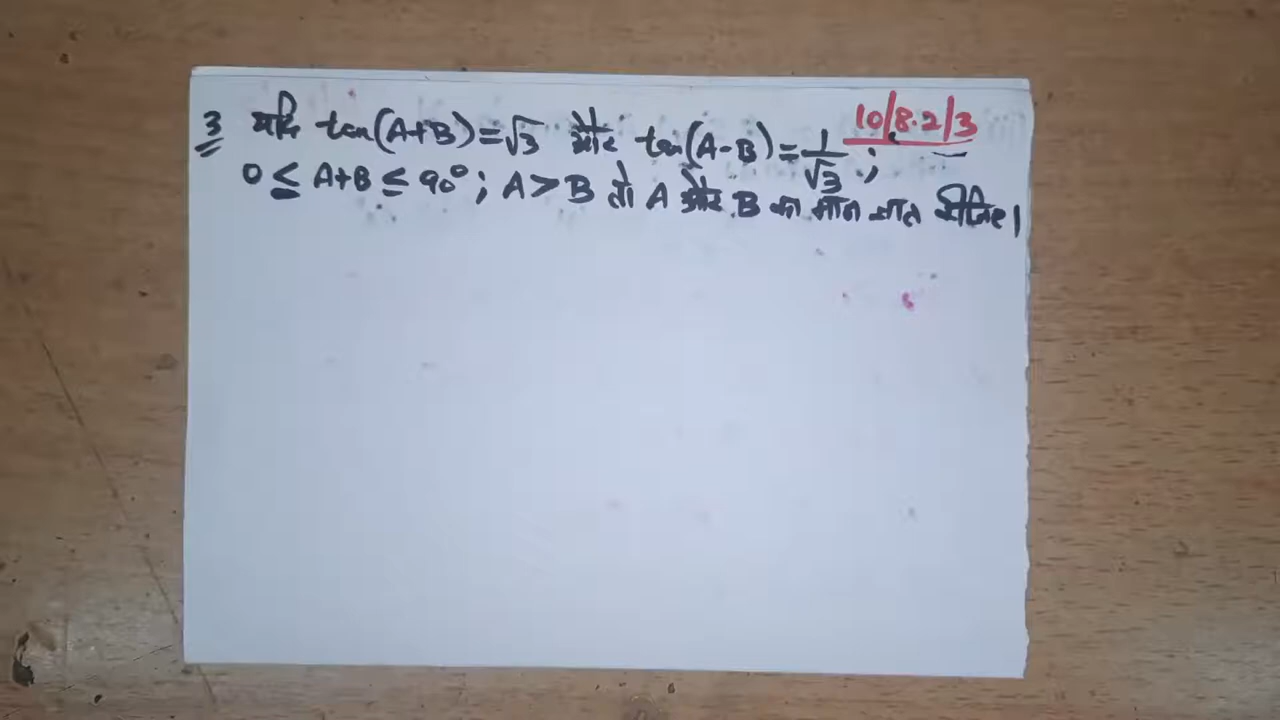 3 यदि tan(A+B)=√3 और tan(A-B)=1/√3; 10/8.2/3
0 ≤ A+B ≤ 90°; A > B तो A और B का मान ज्ञात कीजिए।